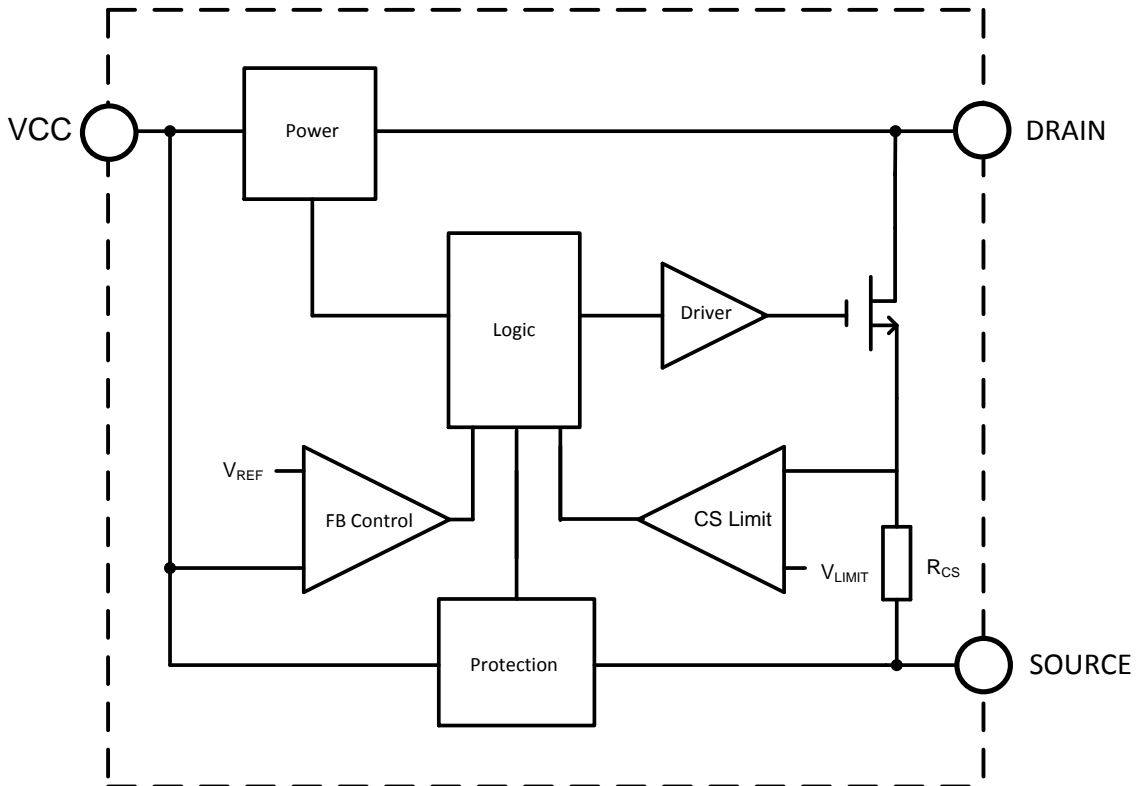 VCC
Power
DRAIN
Logic
Driver
VREF
FB Control
CS Limit
VLIMIT
RCS
Protection
SOURCE